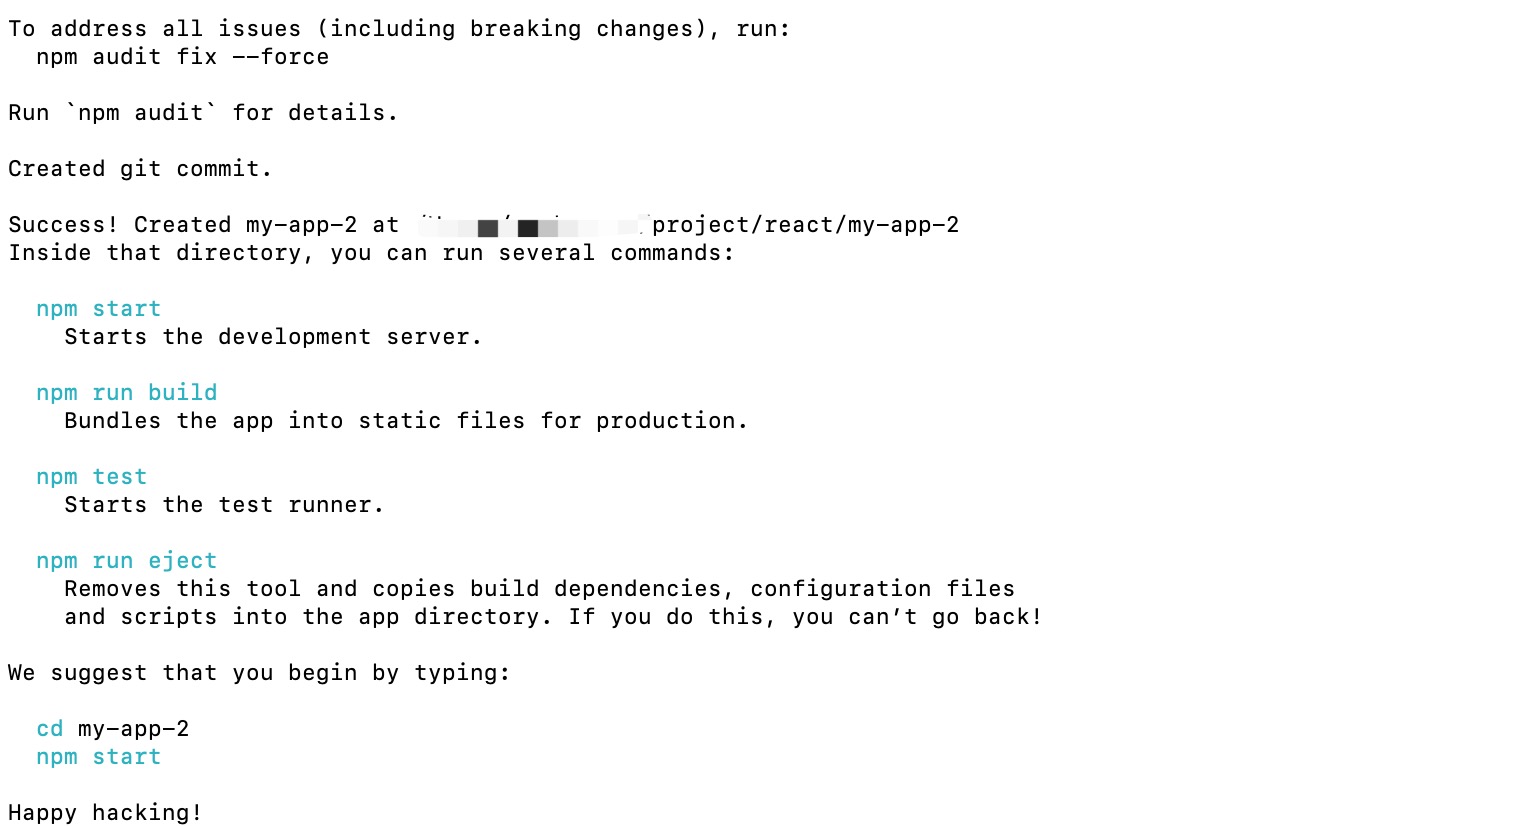 To address all issues (including breaking changes), run:
npm audit fix --force
Run `npm audit` for details.
Created git commit.
Success! Created my-app-2 at project/react/my-app-2
Inside that directory, you can run several commands:
npm start
Starts the development server.
npm run build
Bundles the app into static files for production.
npm test
Starts the test runner.
npm run eject
Removes this tool and copies build dependencies, configuration files
and scripts into the app directory. If you do this, you can’t go back!
We suggest that you begin by typing:
cd my-app-2
npm start
Happy hacking!